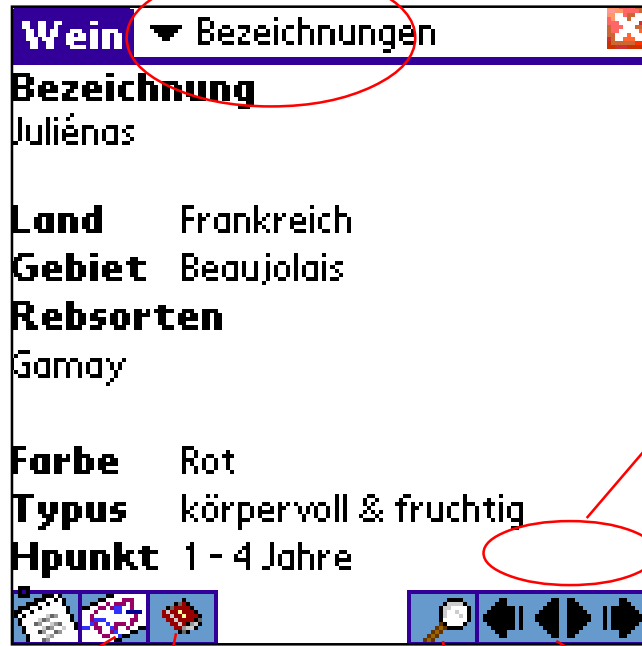 Wein Bezeichnungen
Bezeichnung
Juliénas
Land Frankreich
Gebiet Beaujolais
Rebsorten
Gamay
Farbe Rot
Typus körpervoll & fruchtig
Hpunkt 1 - 4 Jahre